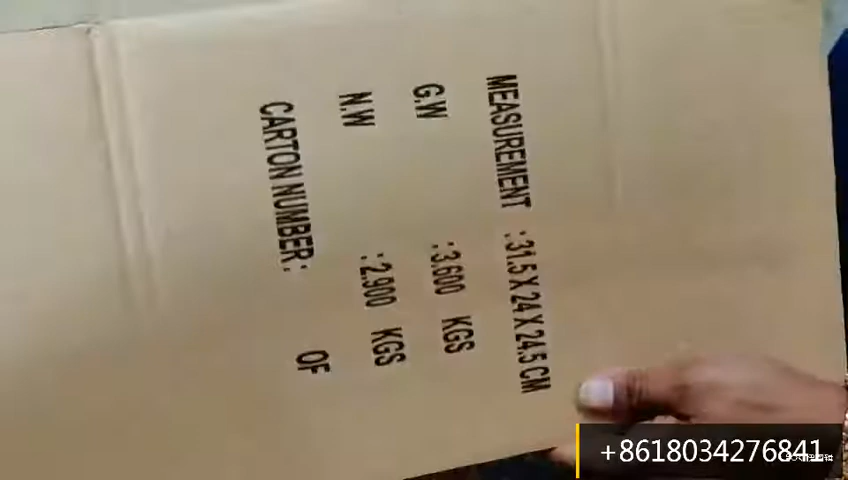 MEASUREMENT : 31.5 X 24 X 24.5 CM
G.W : 3.600 KGS
N.W : 2.900 KGS
CARTON NUMBER : OF
+8618034276841